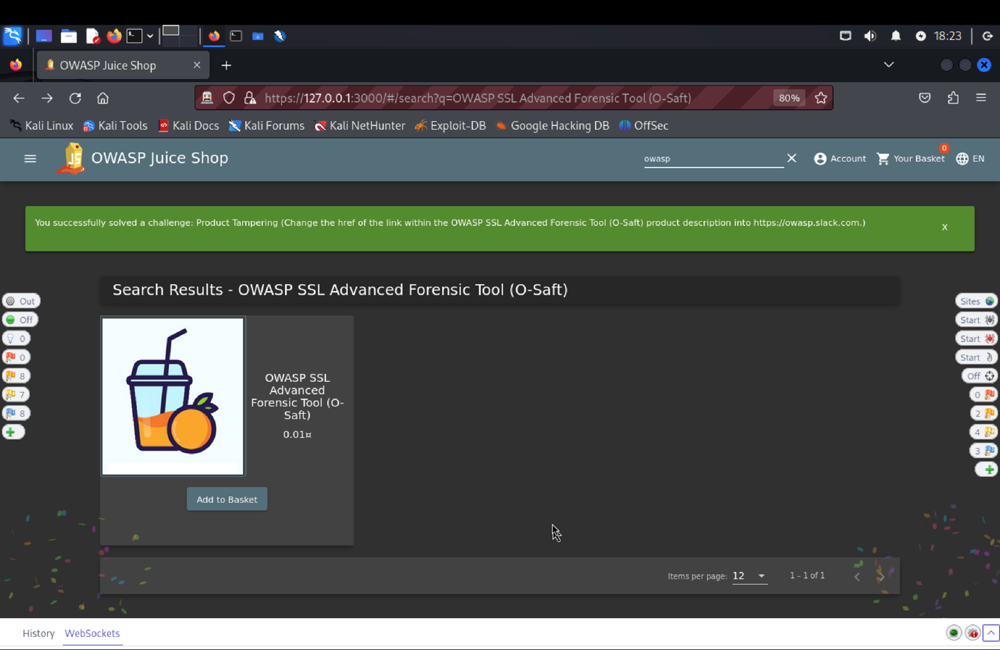 18:23
OWASP Juice Shop
https://127.0.0.1:3000/#/search?q=OWASP SSL Advanced Forensic Tool (O-Saft)
80%
Kali Linux Kali Tools Kali Docs Kali Forums Kali NetHunter Exploit-DB Google Hacking DB OffSec
JS OWASP Juice Shop owasp Account 0 Your Basket EN
You successfully solved a challenge: Product Tampering (Change the href of the link within the OWASP SSL Advanced Forensic Tool (O-Saft) product description into https://owasp.slack.com.)
X
Search Results - OWASP SSL Advanced Forensic Tool (O-Saft)
Out
Off
0
0
8
7
8
Sites
Start
Start
Start
Off
0
2
4
3
OWASP SSL
Advanced
Forensic Tool (O-
Saft)
0.01¤
Add to Basket
Items per page: 12 1 - 1 of 1
History WebSockets